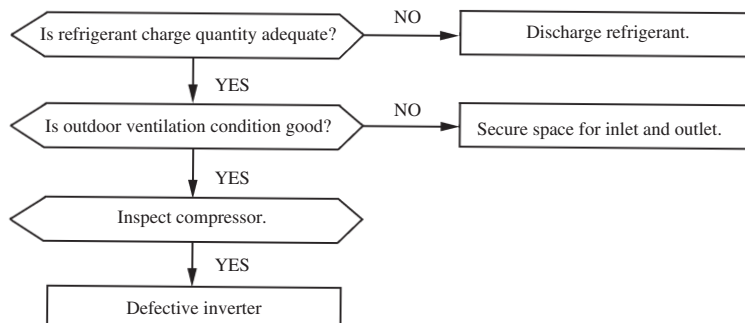 Is refrigerant charge quantity adequate?
NO
Discharge refrigerant.
YES
Is outdoor ventilation condition good?
NO
Secure space for inlet and outlet.
YES
Inspect compressor.
YES
Defective inverter